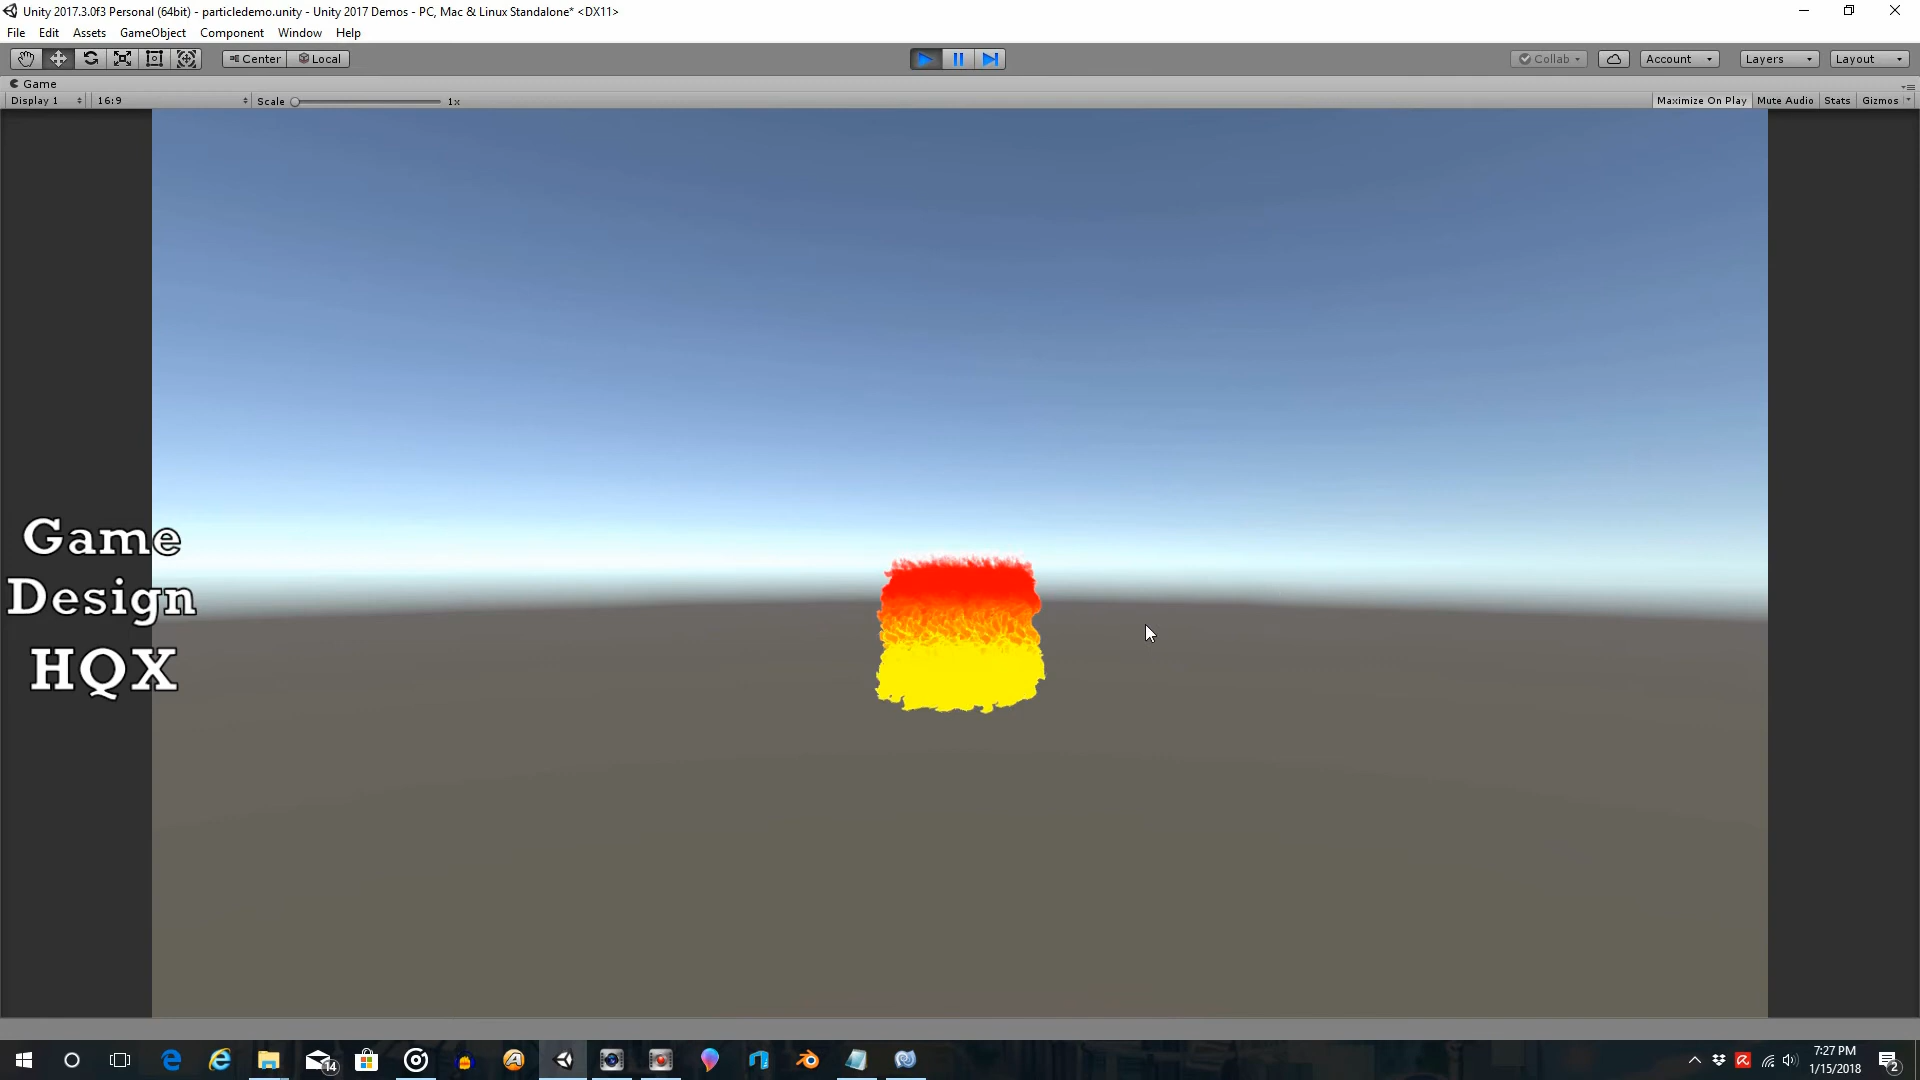 Unity 2017.3.0f3 Personal (64bit) - particledemo.unity - Unity 2017 Demos - PC, Mac & Linux Standalone* <DX11>
File Edit Assets GameObject Component Window Help
Center Local Collab Account Layers Layout
Game
Display 1 16:9 Scale 1x Maximize On Play Mute Audio Stats Gizmos
Game
Design
HQX
14
7:27 PM
1/15/2018
2